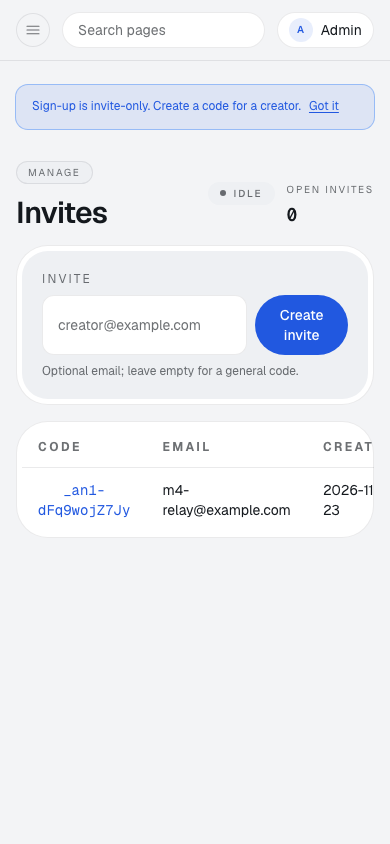 Search pages
A Admin
Sign-up is invite-only. Create a code for a creator. Got it
MANAGE
Invites
IDLE
OPEN INVITES
0
INVITE
creator@example.com
Create
invite
Optional email; leave empty for a general code.
CODE EMAIL CREAT
_an1-
dFq9wojZ7Jy
m4-
relay@example.com
2026-11
23